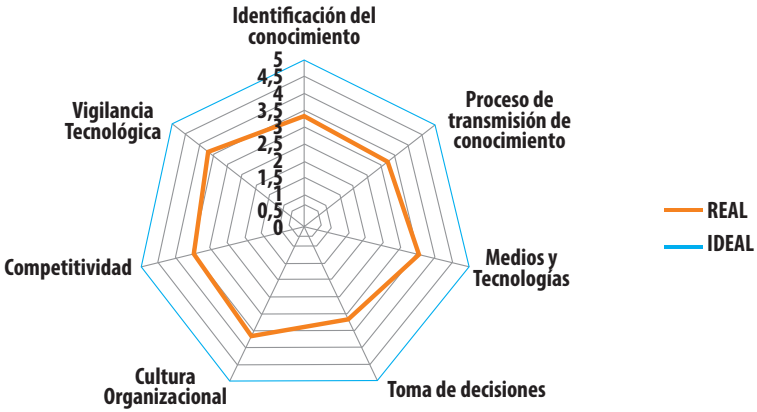 Identificación del
conocimiento
5
4,5
4
3,5
3
2,5
2
1,5
1
0,5
0
Proceso de
transmisión de
conocimiento
Medios y
Tecnologías
Toma de decisiones
Cultura
Organizacional
Competitividad
Vigilancia
Tecnológica
REAL
IDEAL